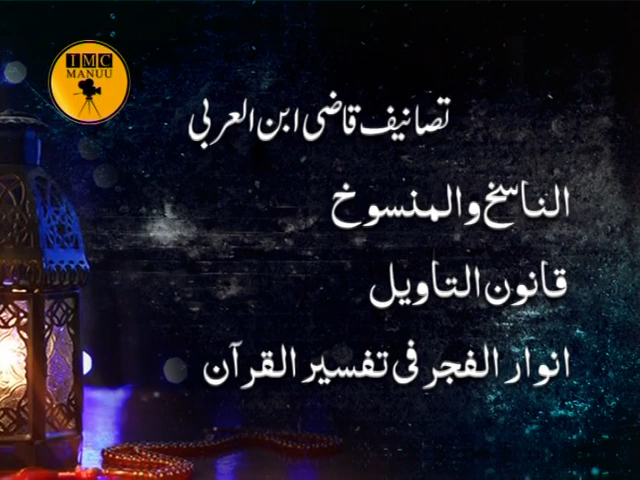 IMC
MANUU
تصانیف قاضی ابن العربی
الناسخ والمنسوخ
قانون التاویل
انوار الفجر فی تفسیر القرآن